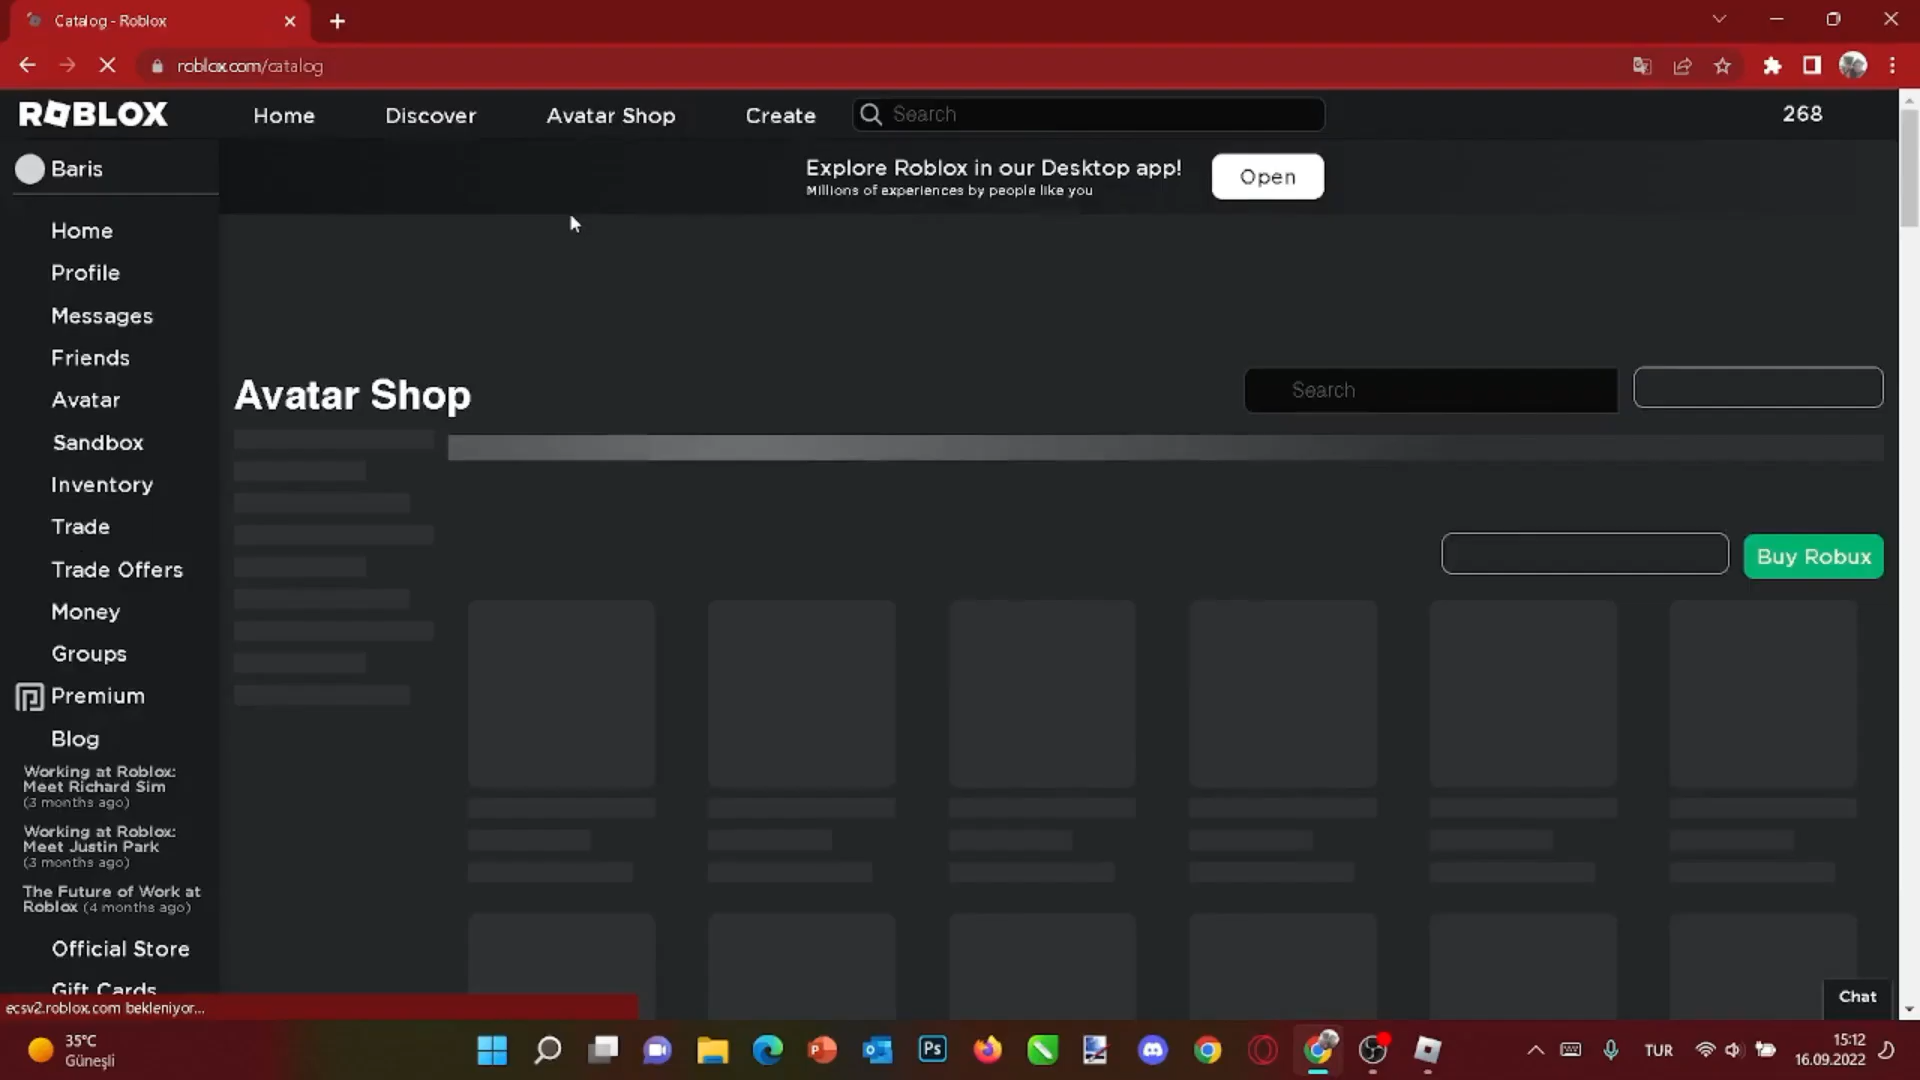 Catalog - Roblox
roblox.com/catalog
ROBLOX
Home
Discover
Avatar Shop
Create
Search
268
Baris
Explore Roblox in our Desktop app!
Millions of experiences by people like you
Open
Home
Profile
Messages
Friends
Avatar
Sandbox
Inventory
Trade
Trade Offers
Money
Groups
Premium
Blog
Working at Roblox:
Meet Richard Sim
(3 months ago)
Working at Roblox:
Meet Justin Park
(3 months ago)
The Future of Work at
Roblox (4 months ago)
Official Store
Gift Cards
Avatar Shop
Search
Buy Robux
Chat
ecsv2.roblox.com bekleniyor...
35°C
Güneşli
Ps
TUR
15:12
16.09.2022